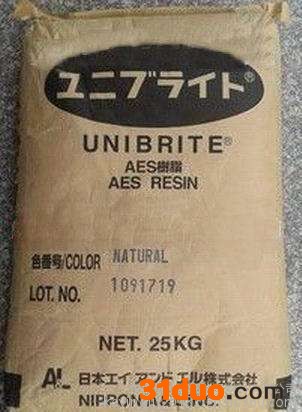 ユニブライト®
UNIBRITE®
AES樹脂
AES RESIN
色番号/COLOR NATURAL
LOT. NO. 1091719
NET. 25KG
AL 日本エイアンドエル株式会社
NIPPON A&L INC.
31duo.com